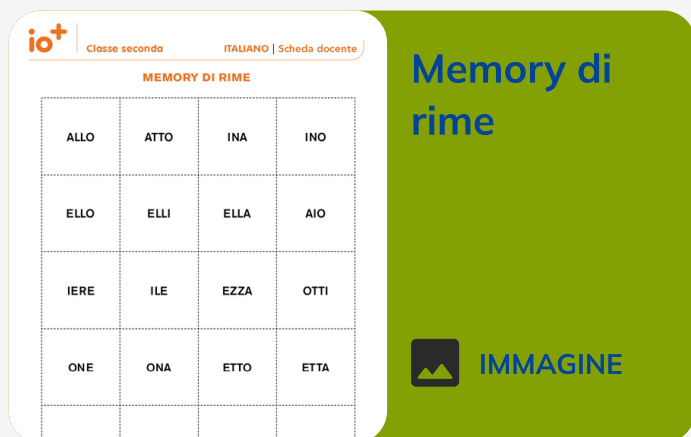 io+
Classe seconda
ITALIANO | Scheda docente
MEMORY DI RIME
ALLO ATTO INA INO
ELLO ELLI ELLA AIO
IERE ILE EZZA OTTI
ONE ONA ETTO ETTA
Memory di
rime
IMMAGINE